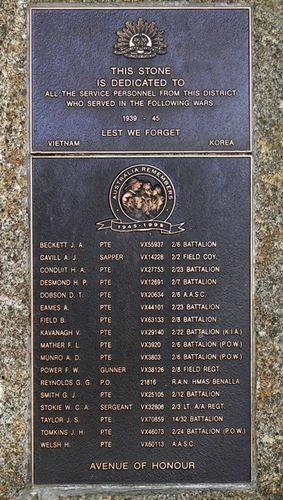 THIS STONE
IS DEDICATED TO
ALL THE SERVICE PERSONNEL FROM THIS DISTRICT
WHO SERVED IN THE FOLLOWING WARS.
1939 - 45
LEST WE FORGET
VIETNAM KOREA
AUSTRALIA REMEMBERS
1945-1995
BECKETT J. A. PTE VX55937 2/6 BATTALION
CAVILL A. J. SAPPER VX14228 2/2 FIELD COY.
CONDUIT H. A. PTE VX27753 2/23 BATTALION
DESMOND H. P. PTE VX12691 2/7 BATTALION
DOBSON D. T. PTE VX20634 2/6 A.A.S.C.
EAMES A. PTE VX44101 2/23 BATTALION
FIELD B. PTE VX63133 2/8 BATTALION
KAVANAGH V. PTE VX29140 2/22 BATTALION (K.I.A.)
MATHER F. L. PTE VX3920 2/6 BATTALION (P.O.W.)
MUNRO A. D. PTE VX3803 2/6 BATTALION (P.O.W.)
POWER F. W. GUNNER VX38126 2/8 FIELD REGT.
REYNOLDS G. G. P.O. 21816 R.A.N. HMAS BENALLA
SMITH G. J. PTE VX25105 2/12 BATTALION
STOKIE W. C. A. SERGEANT VX32808 2/3 LT. A/A REGT.
TAYLOR J. S. PTE VX70859 14/32 BATTALION
TOMKINS J. H. PTE VX46073 2/24 BATTALION (P.O.W.)
WELSH H. PTE VX60113 A.A.S.C.
AVENUE OF HONOUR